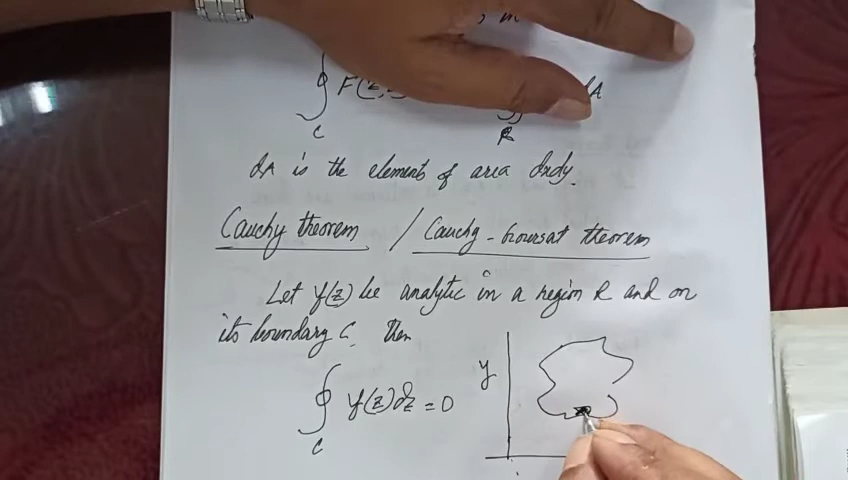 ∮ F(z,
C R dA
dA is the element of area dxdy.
Cauchy theorem / Cauchy - Goursat theorem
Let f(z) be analytic in a region R and on
its boundary C. Then
∮ f(z)dz = 0
C
y